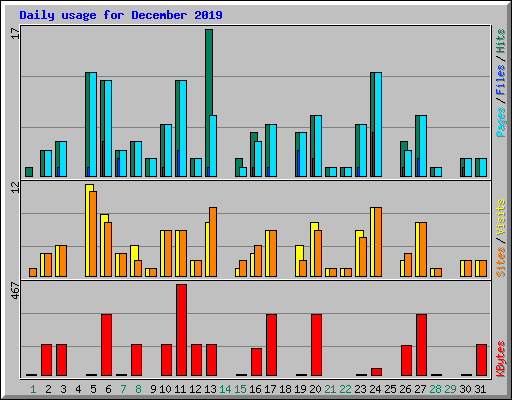 Daily usage for December 2019
17
Pages / Files / Hits
12
Sites / Visits
467
KBytes
1 2 3 4 5 6 7 8 9 10 11 12 13 14 15 16 17 18 19 20 21 22 23 24 25 26 27 28 29 30 31